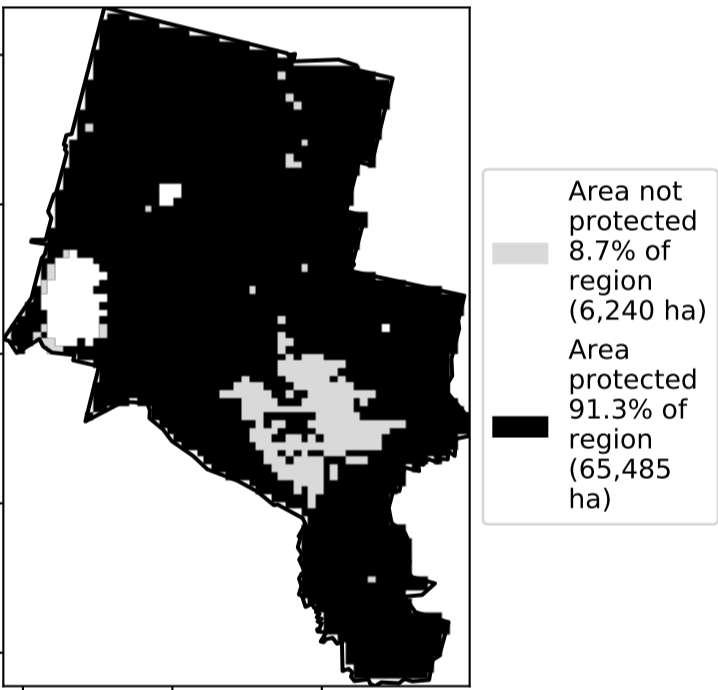 Area not
protected
8.7% of
region
(6,240 ha)
Area
protected
91.3% of
region
(65,485
ha)